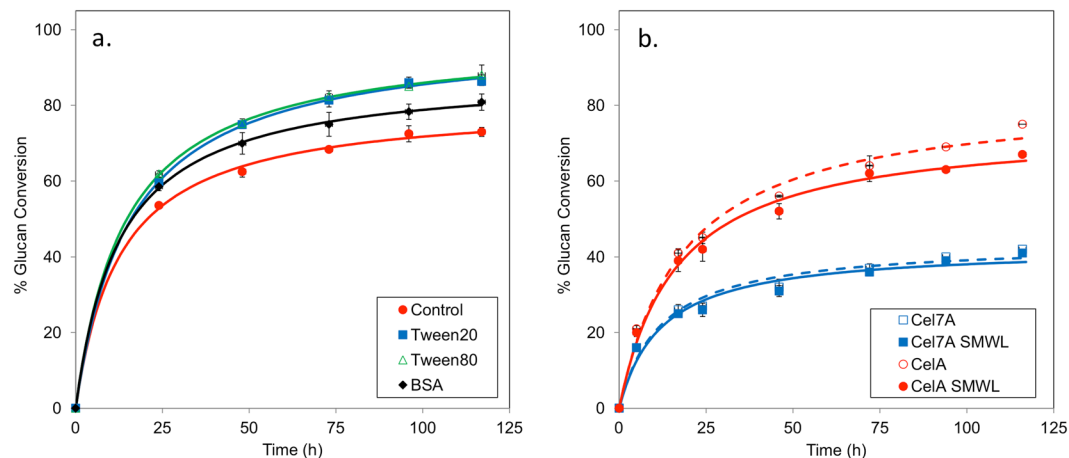 a.
% Glucan Conversion
100
80
60
40
20
0
0 25 50 75 100 125
Time (h)
Control
Tween20
Tween80
BSA
b.
% Glucan Conversion
100
80
60
40
20
0
0 25 50 75 100 125
Time (h)
Cel7A
Cel7A SMWL
CelA
CelA SMWL